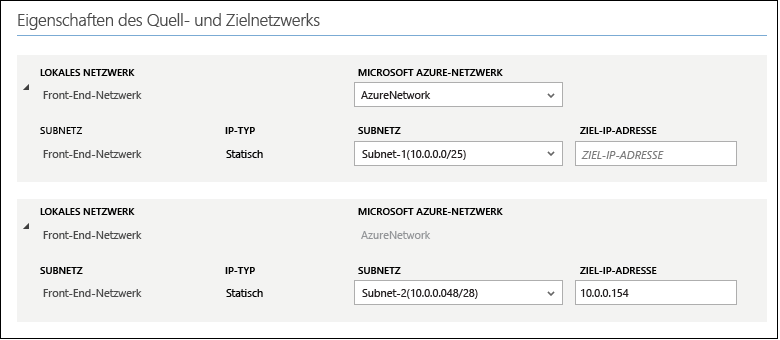 Eigenschaften des Quell- und Zielnetzwerks
LOKALES NETZWERK MICROSOFT AZURE-NETZWERK
Front-End-Netzwerk AzureNetwork
SUBNETZ IP-TYP SUBNETZ ZIEL-IP-ADRESSE
Front-End-Netzwerk Statisch Subnet-1(10.0.0.0/25) ZIEL-IP-ADRESSE
LOKALES NETZWERK MICROSOFT AZURE-NETZWERK
Front-End-Netzwerk AzureNetwork
SUBNETZ IP-TYP SUBNETZ ZIEL-IP-ADRESSE
Front-End-Netzwerk Statisch Subnet-2(10.0.0.048/28) 10.0.0.154